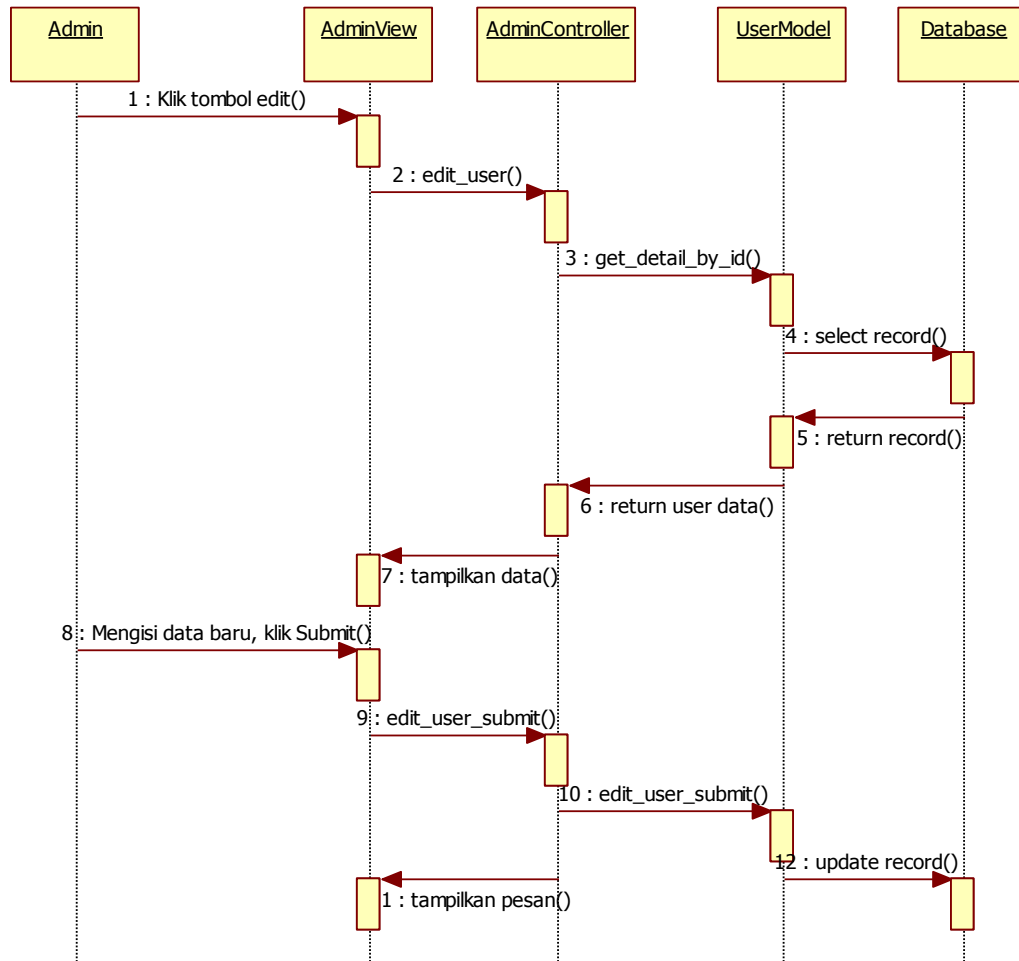 Admin
AdminView
AdminController
UserModel
Database
1 : Klik tombol edit()
2 : edit_user()
3 : get_detail_by_id()
4 : select record()
5 : return record()
6 : return user data()
7 : tampilkan data()
8 : Mengisi data baru, klik Submit()
9 : edit_user_submit()
10 : edit_user_submit()
12 : update record()
1 : tampilkan pesan()